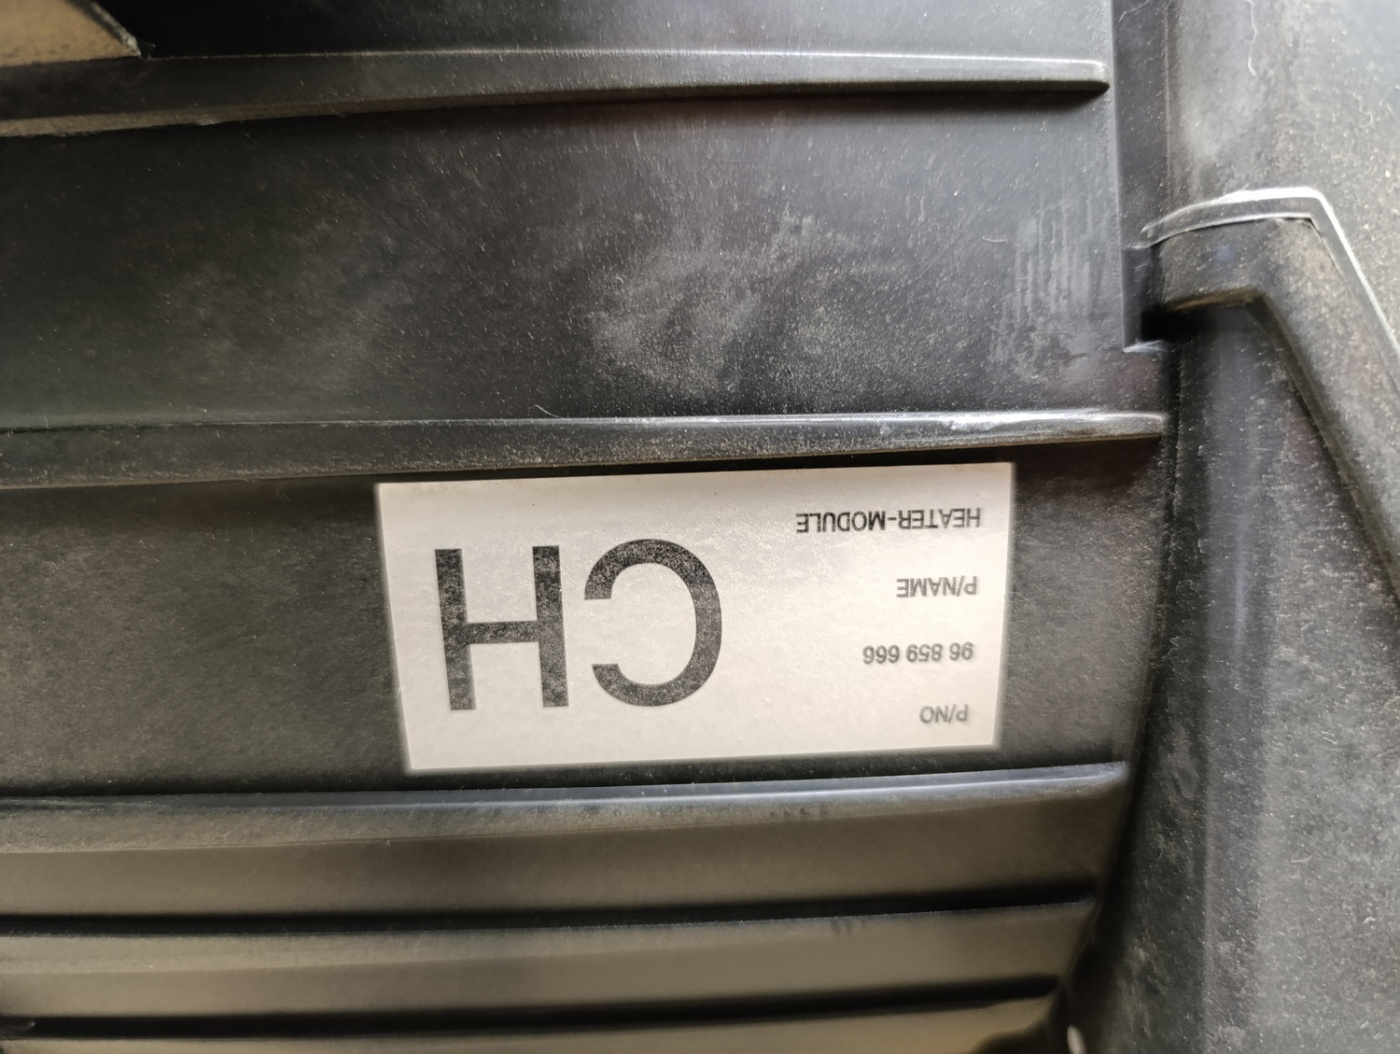 P/NO
96 859 666
P/NAME
HEATER-MODULE
CH